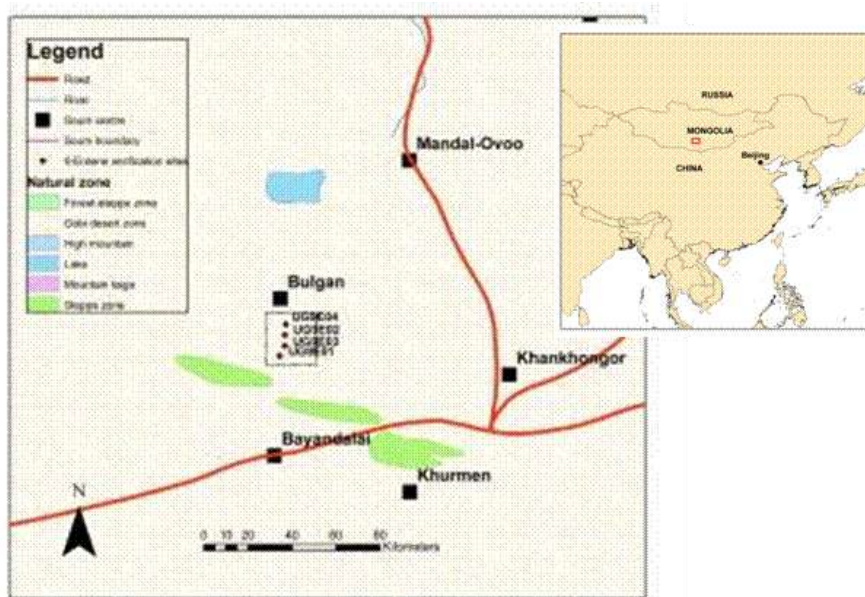 Legend
Road
River
Soum centre
Soum boundary
Natural zone
Forest steppe zone
Gobi desert zone
High mountain
Lake
Mountain taiga
Steppe zone
Mandal-Ovoo
Bulgan
Khankhongor
Bayandalai
Khurmen
N
0 10 20 40 60 80
Kilometers
RUSSIA
MONGOLIA
Beijing
CHINA